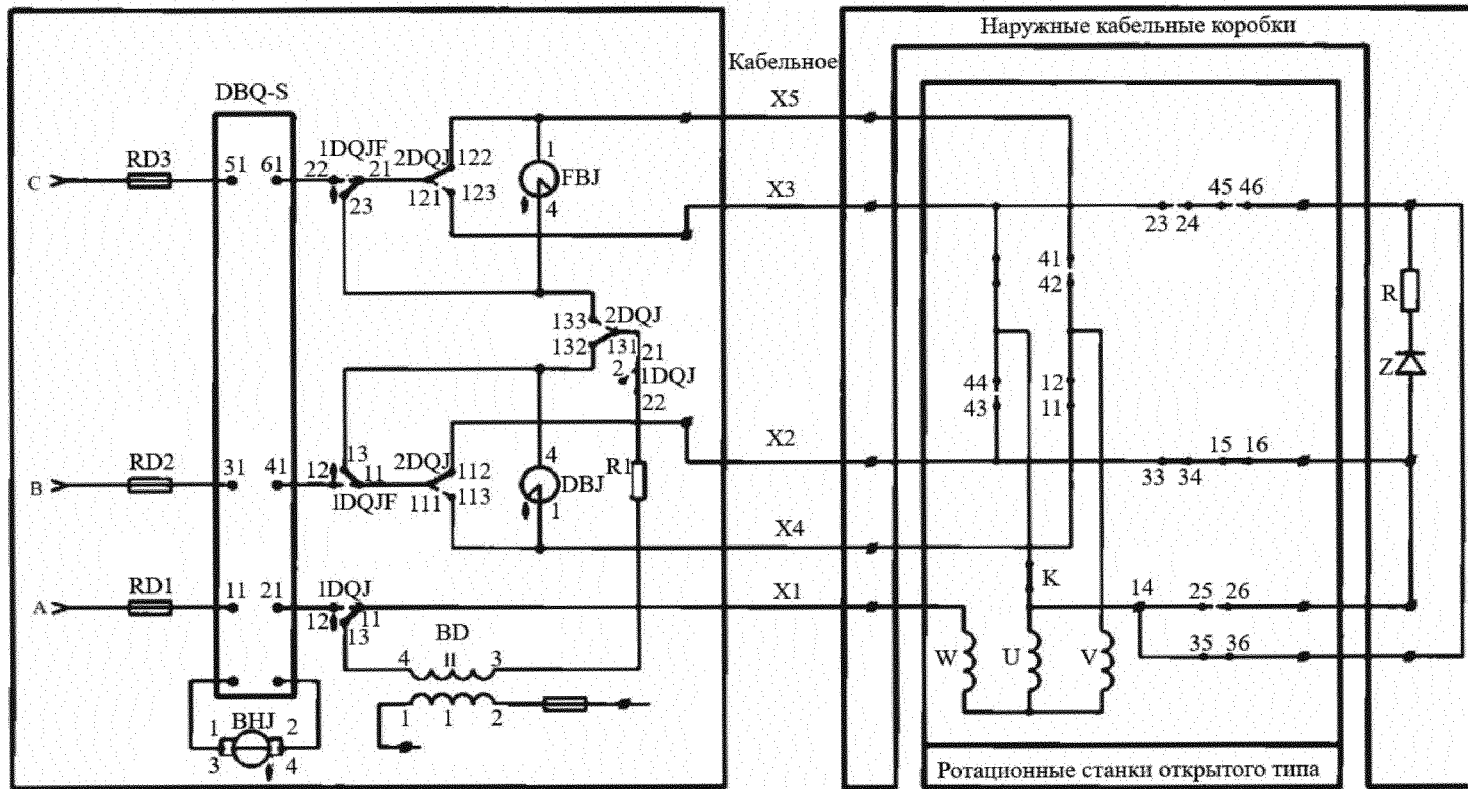 Наружные кабельные коробки
Кабельное
DBQ-S
X5
1DQJF
2DQJ
122
1
RD3
51
61
22
21
FBJ
C
121
123
23
4
X3
45
46
23
24
41
42
R
133
2DQJ
132
131
21
2
1DQJ
22
Z
44
12
43
11
X2
13
4
RD2
31
41
12
11
2DQJ
112
R1
15
16
B
DBJ
33
34
1DQJF
111
113
1
X4
K
RD1
11
21
1DQJ
X1
14
25
26
A
12
11
13
BD
4
II
3
W
U
V
35
36
1
BHJ
2
1
1
2
3
4
Ротационные станки открытого типа